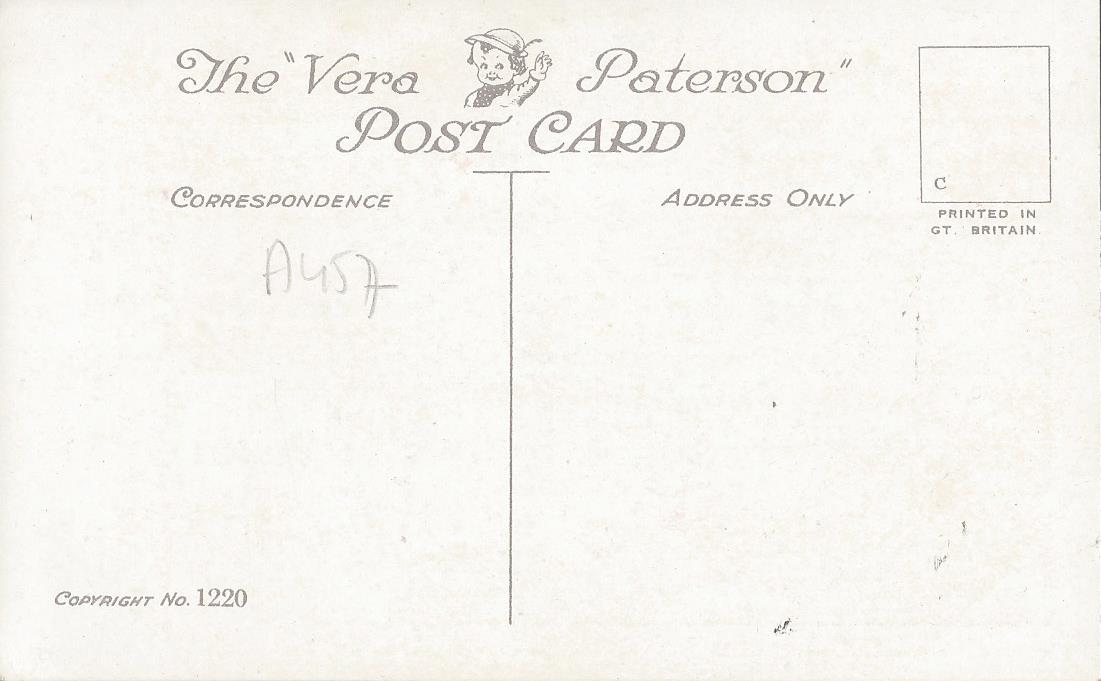 The "Vera Paterson"
POST CARD
CORRESPONDENCE
ADDRESS ONLY
C
PRINTED IN
GT. BRITAIN.
A457
COPYRIGHT No. 1220